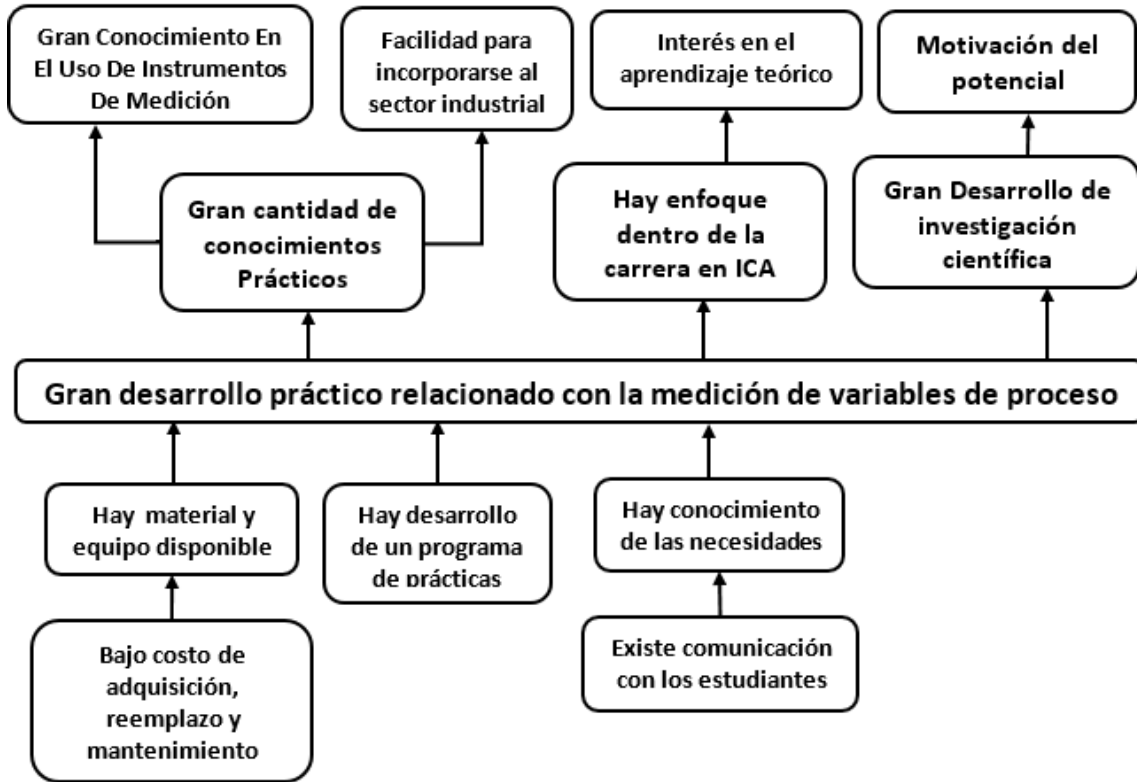 Gran Conocimiento En
El Uso De Instrumentos
De Medición
Facilidad para
incorporarse al
sector industrial
Interés en el
aprendizaje teórico
Motivación del
potencial
Gran cantidad de
conocimientos
Prácticos
Hay enfoque
dentro de la
carrera en ICA
Gran Desarrollo de
investigación
científica
Gran desarrollo práctico relacionado con la medición de variables de proceso
Hay material y
equipo disponible
Hay desarrollo
de un programa
de prácticas
Hay conocimiento
de las necesidades
Bajo costo de
adquisición,
reemplazo y
mantenimiento
Existe comunicación
con los estudiantes